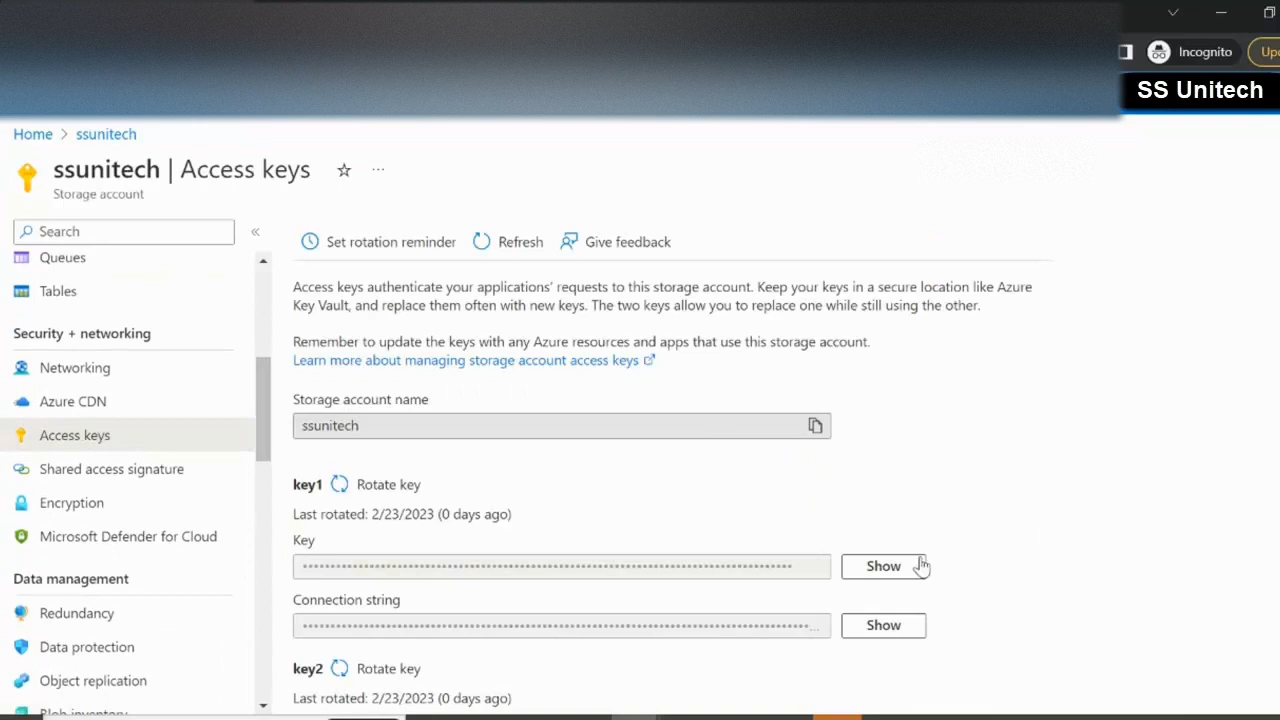 Incognito
Up
SS Unitech
Home > ssunitech
ssunitech | Access keys
Storage account
Search
Queues
Tables
Security + networking
Networking
Azure CDN
Access keys
Shared access signature
Encryption
Microsoft Defender for Cloud
Data management
Redundancy
Data protection
Object replication
Blob inventory
Set rotation reminder
Refresh
Give feedback
Access keys authenticate your applications' requests to this storage account. Keep your keys in a secure location like Azure
Key Vault, and replace them often with new keys. The two keys allow you to replace one while still using the other.
Remember to update the keys with any Azure resources and apps that use this storage account.
Learn more about managing storage account access keys
Storage account name
ssunitech
key1 Rotate key
Last rotated: 2/23/2023 (0 days ago)
Key
Show
Connection string
Show
key2 Rotate key
Last rotated: 2/23/2023 (0 days ago)